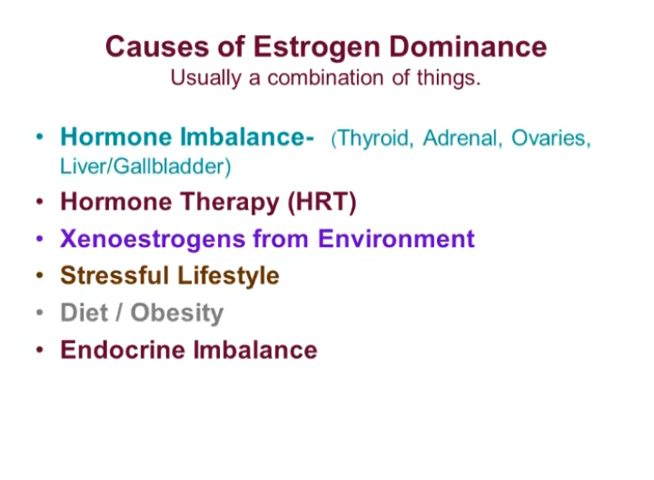 Causes of Estrogen Dominance
Usually a combination of things.
• Hormone Imbalance- (Thyroid, Adrenal, Ovaries,
Liver/Gallbladder)
• Hormone Therapy (HRT)
• Xenoestrogens from Environment
• Stressful Lifestyle
• Diet / Obesity
• Endocrine Imbalance